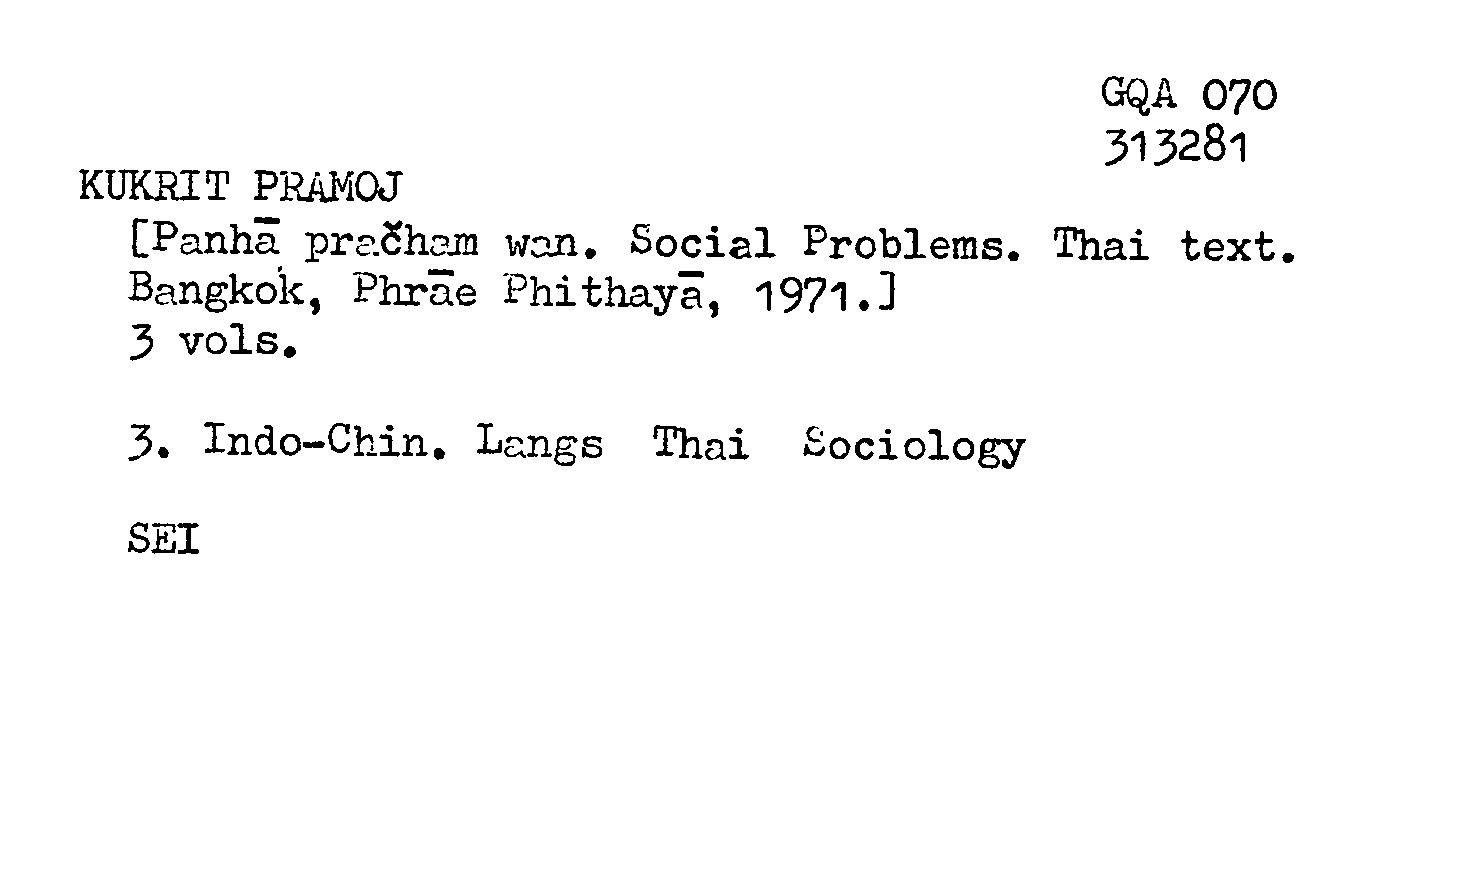 GQA 070
313281
KUKRIT PRAMOJ
[Panhā pračham wan. Social Problems. Thai text.
Bangkok, Phrāe Phithayā, 1971.]
3 vols.
3. Indo-Chin. Langs Thai Sociology
SEI